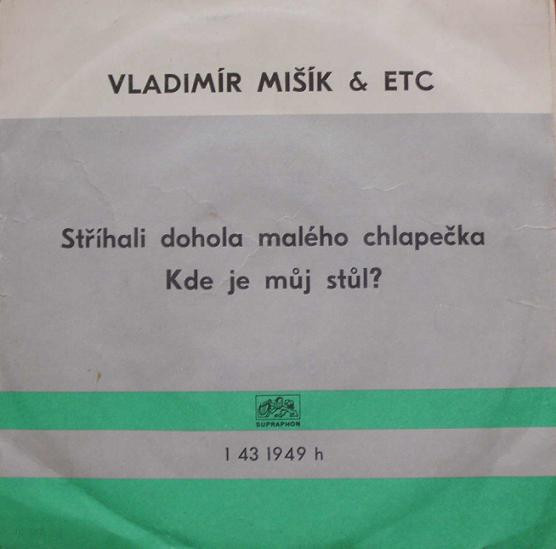 VLADIMÍR MIŠÍK & ETC
Stříhali dohola malého chlapečka
Kde je můj stůl?
SUPRAPHON
1 43 1949 h